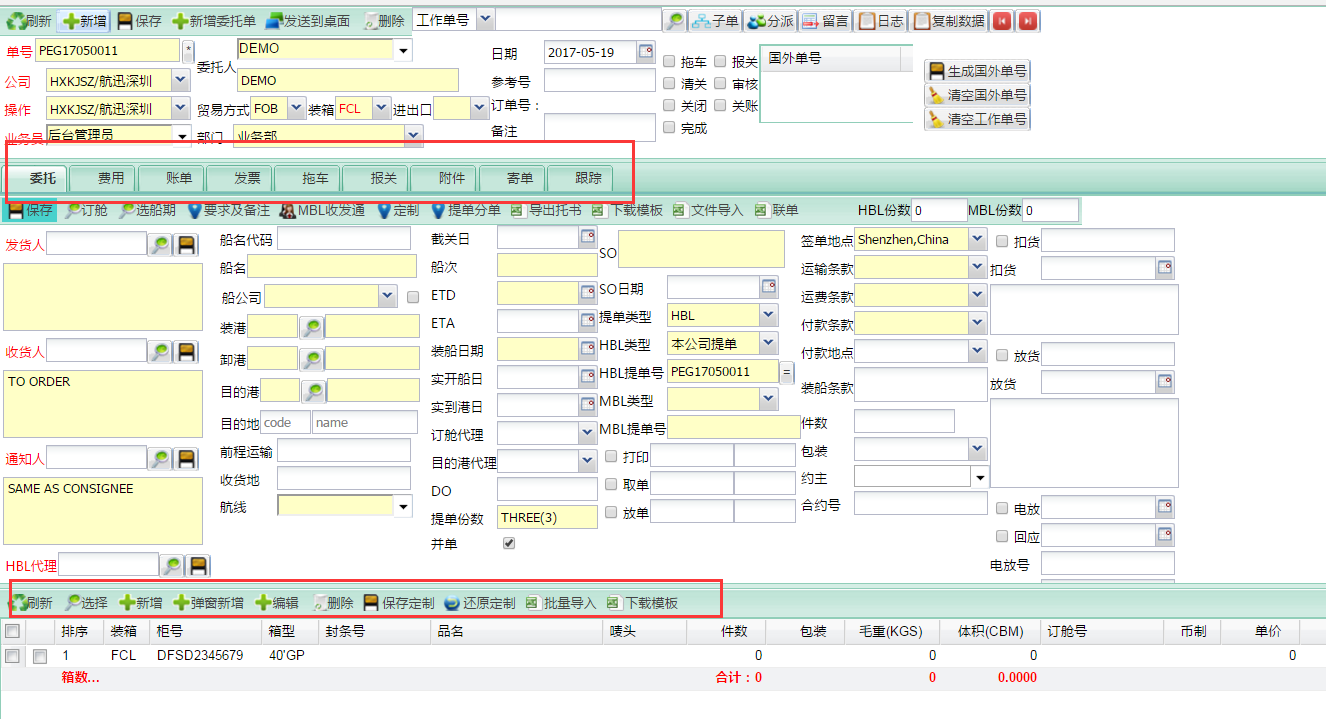 刷新 新增 保存 新增委托单 发送到桌面 删除 工作单号 子单 分派 留言 日志 复制数据
单号 PEG17050011 * 委托人 DEMO 日期 2017-05-19 拖车 报关 国外单号
公司 HXKJSZ/航迅深圳 DEMO 参考号 清关 审核 生成国外单号
操作 HXKJSZ/航迅深圳 贸易方式 FOB 装箱 FCL 进出口 订单号： 关闭 关账 清空国外单号
业务员 后台管理员 部门 业务部 备注 完成 清空工作单号
委托 费用 账单 发票 拖车 报关 附件 寄单 跟踪
保存 订舱 选船期 要求及备注 MBL收发通 定制 提单分单 导出托书 下载模板 文件导入 联单 HBL份数 0 MBL份数 0
发货人 船名代码 截关日 SO 签单地点 Shenzhen,China 扣货
船名 船次 运输条款 扣货
船公司 ETD SO日期 运费条款
装港 ETA 提单类型 HBL 付款条款
收货人 卸港 装船日期 HBL类型 本公司提单 付款地点 放货
TO ORDER 目的港 实开船日 HBL提单号 PEG17050011 = 装船条款 放货
目的地 code name 实到港日 MBL类型 件数
订舱代理 MBL提单号
通知人 前程运输 目的港代理 打印 包装
SAME AS CONSIGNEE 收货地 DO 取单 约主
航线 提单份数 THREE(3) 放单 合约号 电放
并单 回应
HBL代理 电放号
刷新 选择 新增 弹窗新增 编辑 删除 保存定制 还原定制 批量导入 下载模板
排序 装箱 柜号 箱型 封条号 品名 唛头 件数 包装 毛重(KGS) 体积(CBM) 订舱号 币制 单价
1 FCL DFSD2345679 40'GP 0 0 0 0
箱数... 合计：0 0 0.0000